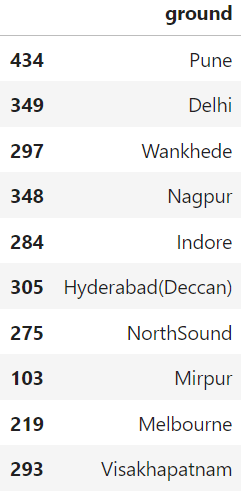 ground
434 Pune
349 Delhi
297 Wankhede
348 Nagpur
284 Indore
305 Hyderabad(Deccan)
275 NorthSound
103 Mirpur
219 Melbourne
293 Visakhapatnam